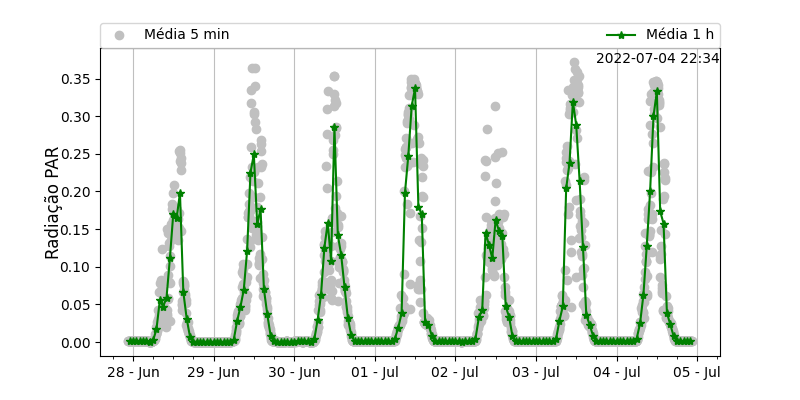 Média 5 min
Média 1 h
2022-07-04 22:34
Radiação PAR
0.35
0.30
0.25
0.20
0.15
0.10
0.05
0.00
28 - Jun
29 - Jun
30 - Jun
01 - Jul
02 - Jul
03 - Jul
04 - Jul
05 - Jul